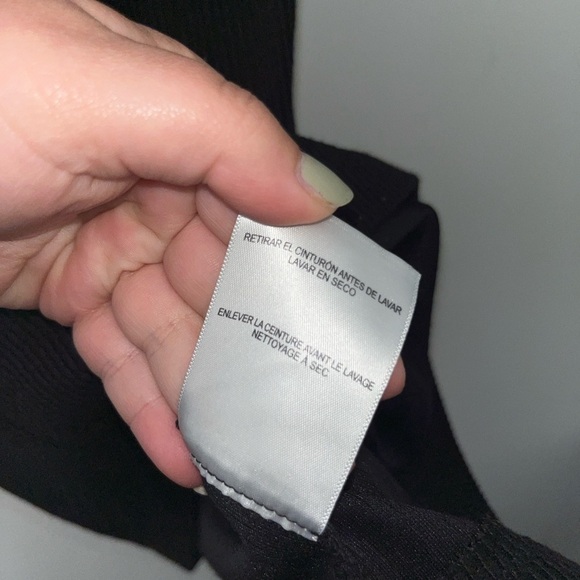 RETIRAR EL CINTURÓN ANTES DE LAVAR
LAVAR EN SECO
ENLEVER LA CEINTURE AVANT LE LAVAGE
NETTOYAGE À SEC